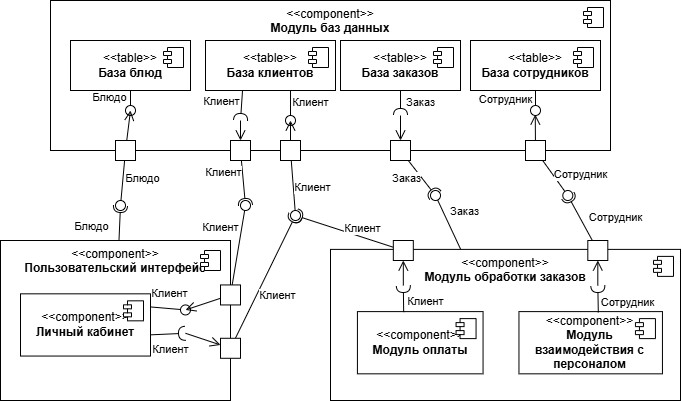 <<component>>
Модуль баз данных
<<table>>
База блюд
<<table>>
База клиентов
<<table>>
База заказов
<<table>>
База сотрудников
Блюдо
Клиент
Клиент
Заказ
Сотрудник
Блюдо
Клиент
Клиент
Заказ
Сотрудник
Блюдо
Клиент
Клиент
Заказ
Сотрудник
<<component>>
Пользовательский интерфейс
<<component>>
Модуль обработки заказов
Клиент
Клиент
<<component>>
Личный кабинет
Клиент
Клиент
Сотрудник
<<component>>
Модуль оплаты
<<component>>
Модуль
взаимодействия с
персоналом